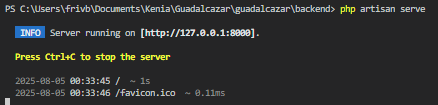 PS C:\Users\frivb\Documents\Kenia\Guadalcazar\guadalcazar\backend> php artisan serve
INFO Server running on [http://127.0.0.1:8000].
Press Ctrl+C to stop the server
2025-08-05 00:33:45 / ~ 1s
2025-08-05 00:33:46 /favicon.ico ~ 0.11ms